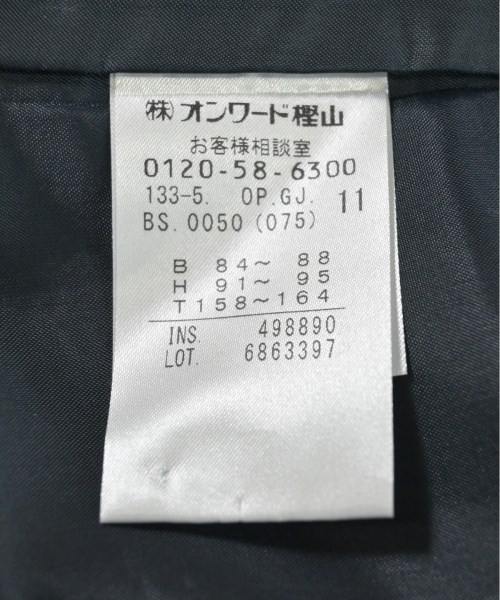 ㈱オンワード樫山
お客様相談室
0120-58-6300
133-5. OP.GJ. 11
BS.0050(075)
B 84～ 88
H 91～ 95
T158～164
INS. 498890
LOT. 6863397